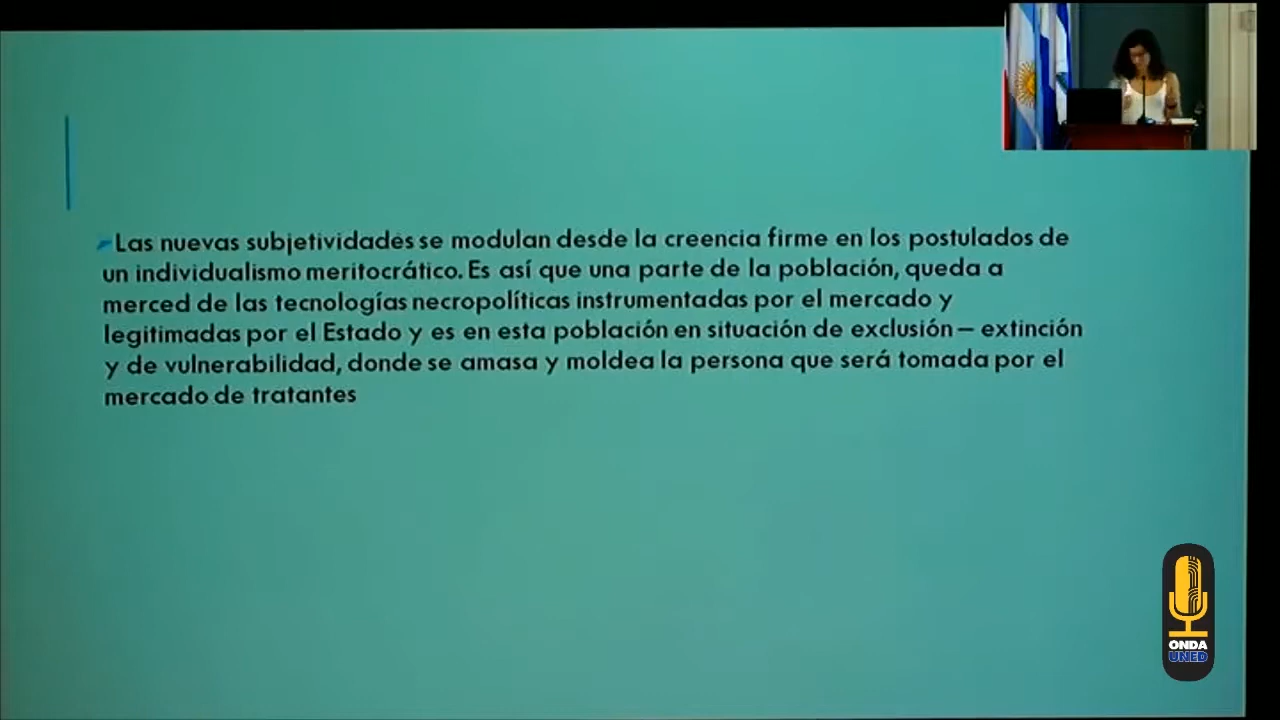 Las nuevas subjetividades se modulan desde la creencia firme en los postulados de
un individualismo meritocrático. Es así que una parte de la población, queda a
merced de las tecnologías necropolíticas instrumentadas por el mercado y
legitimadas por el Estado y es en esta población en situación de exclusión – extinción
y de vulnerabilidad, donde se amasa y moldea la persona que será tomada por el
mercado de tratantes
ONDA
UNED